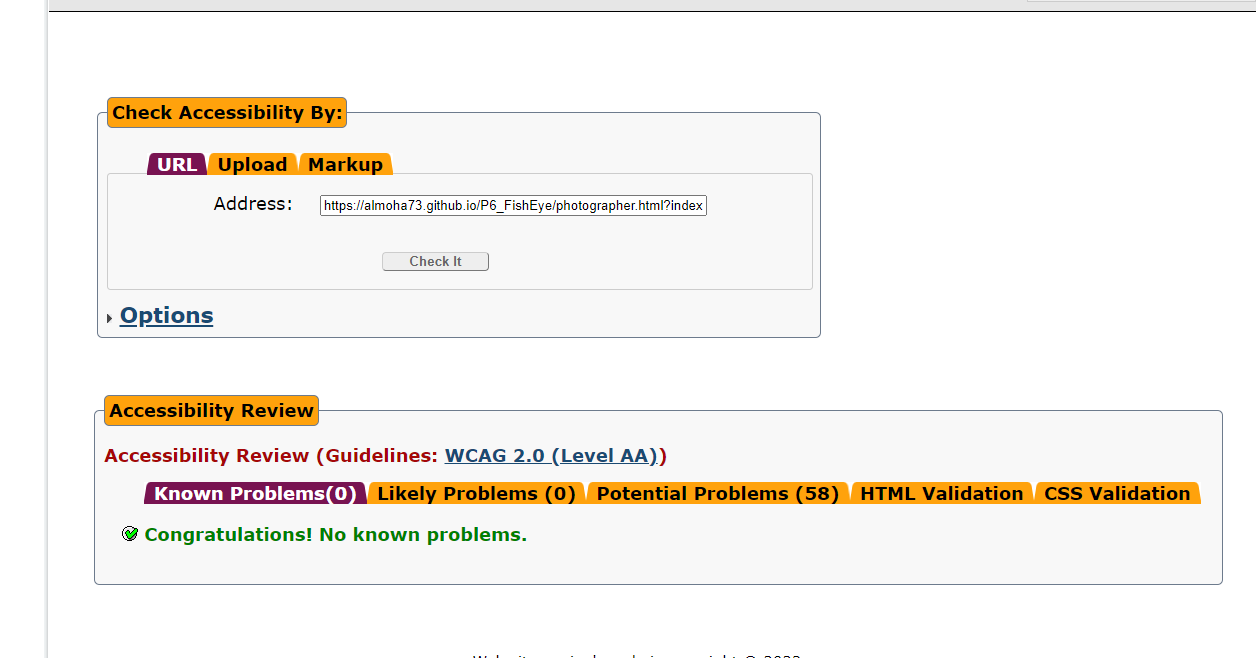 Check Accessibility By:
URL Upload Markup
Address: https://almoha73.github.io/P6_FishEye/photographer.html?index
Check It
Options
Accessibility Review
Accessibility Review (Guidelines: WCAG 2.0 (Level AA))
Known Problems(0) Likely Problems (0) Potential Problems (58) HTML Validation CSS Validation
Congratulations! No known problems.